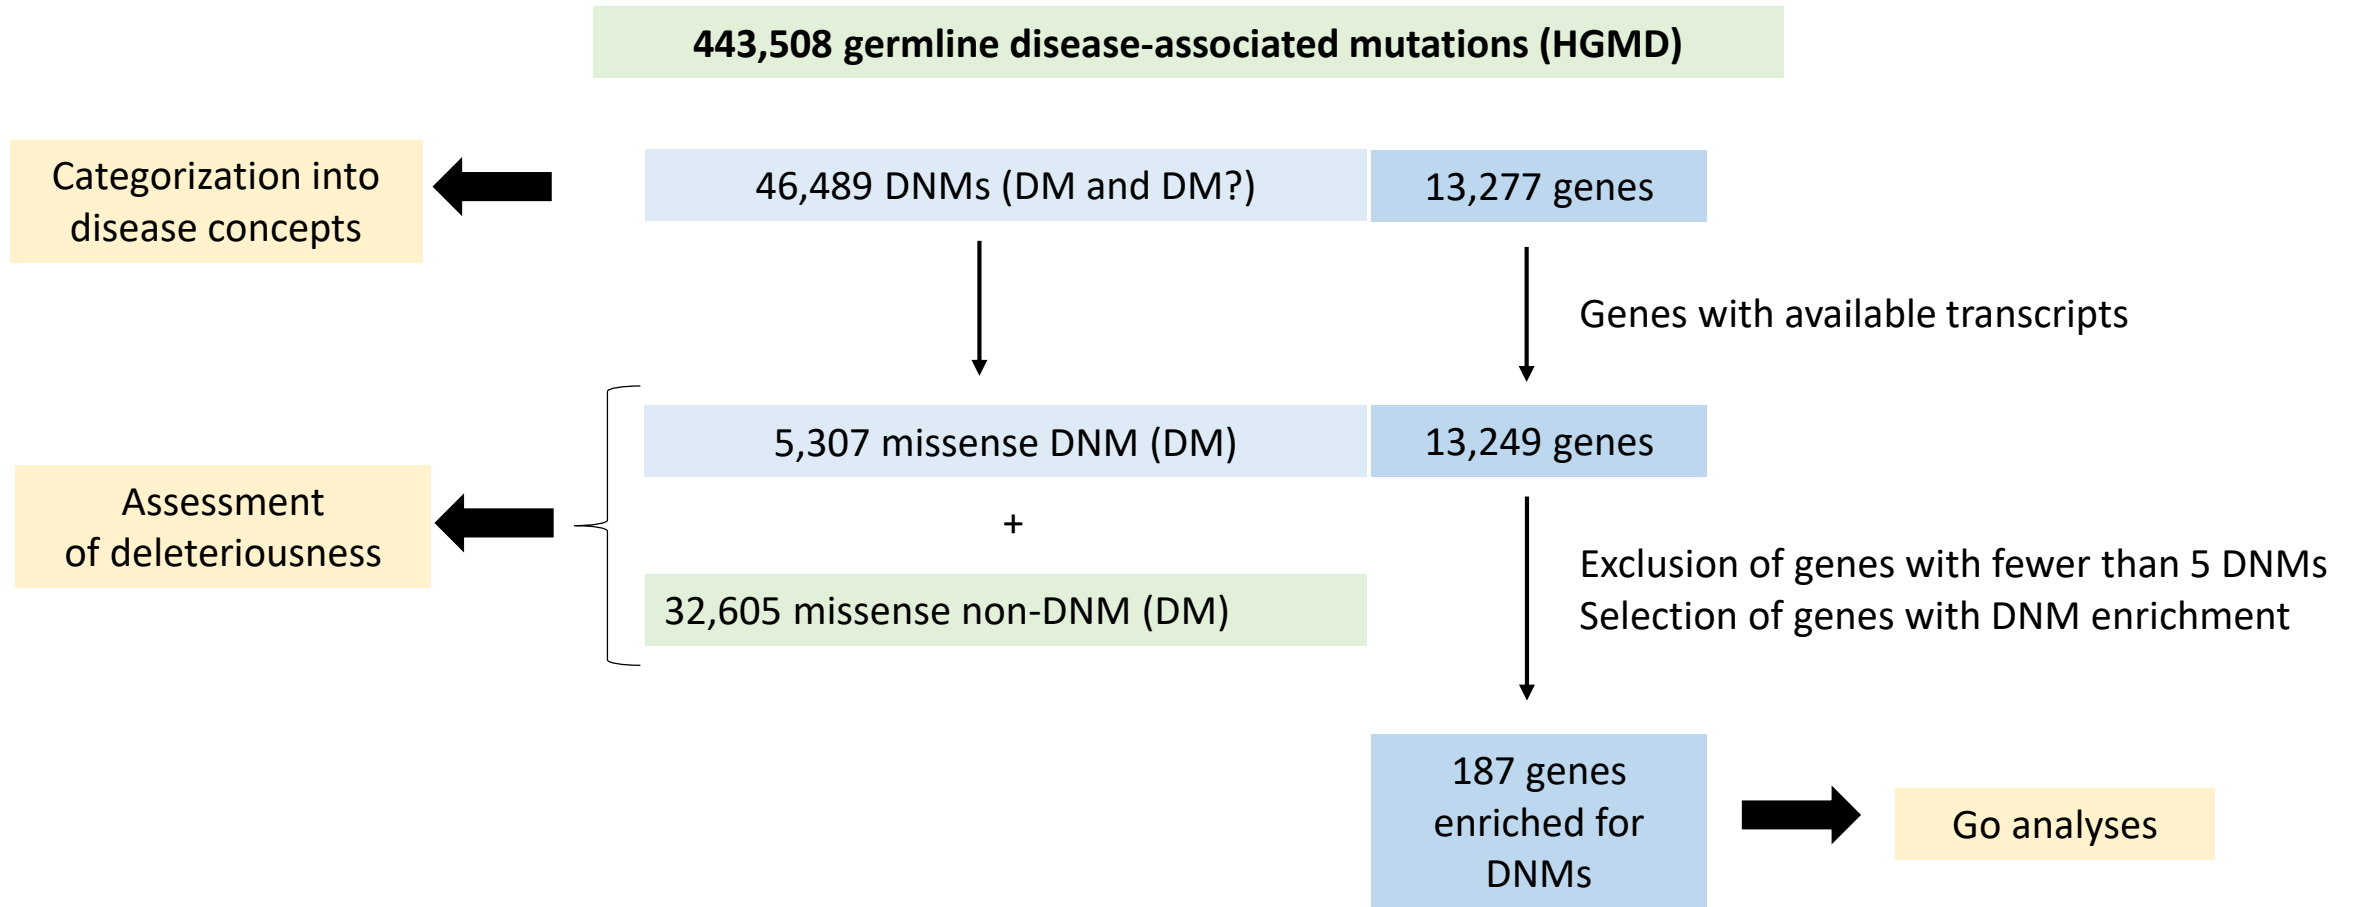 443,508 germline disease-associated mutations (HGMD)
Categorization into
disease concepts
46,489 DNMs (DM and DM?)
13,277 genes
Genes with available transcripts
5,307 missense DNM (DM)
13,249 genes
Assessment
of deleteriousness
+
32,605 missense non-DNM (DM)
Exclusion of genes with fewer than 5 DNMs
Selection of genes with DNM enrichment
187 genes
enriched for
DNMs
Go analyses